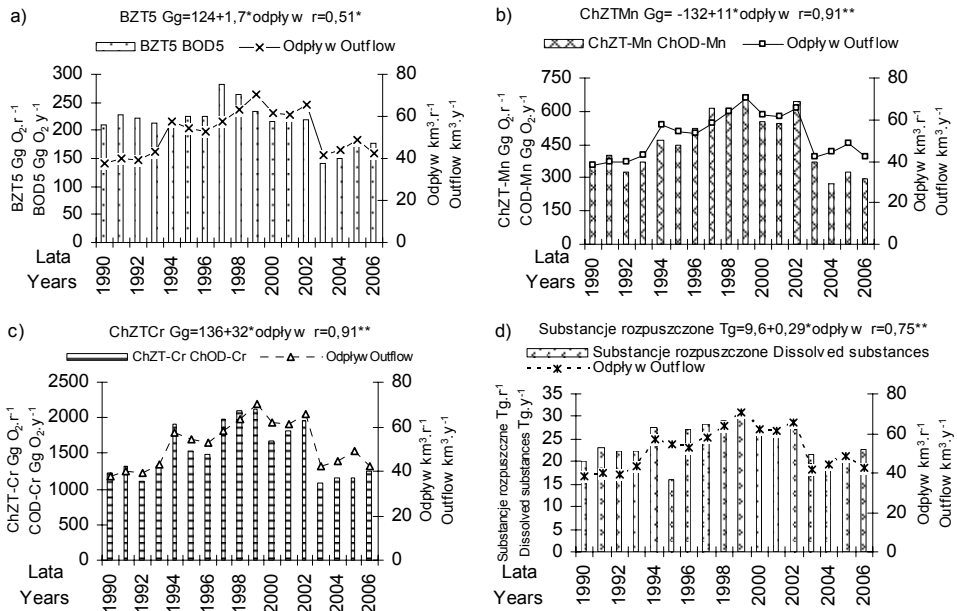 a)
BZT5 Gg=124+1,7*odpływ r=0,51*
BZT5 BOD5
Odpływ Outflow
BZT5 Gg O2.r-1
BOD5 Gg O2.y-1
300
250
200
150
100
50
0
80
60
40
20
0
Odpływ km3.r-1
Outflow km3.y-1
Lata
Years
1990
1992
1994
1996
1998
2000
2002
2004
2006
b)
ChZTMn Gg= -132+11*odpływ r=0,91**
ChZT-Mn ChOD-Mn
Odpływ Outflow
ChZT-Mn Gg O2.r-1
COD-Mn Gg O2.y-1
750
600
450
300
150
0
80
60
40
20
0
Odpływ km3.r-1
Outflow km3.y-1
Lata
Years
1990
1992
1994
1996
1998
2000
2002
2004
2006
c)
ChZTCr Gg=136+32*odpływ r=0,91**
ChZT-Cr ChOD-Cr
Odpływ Outflow
ChZT-Cr Gg O2.r-1
COD-Cr Gg O2.y-1
2500
2000
1500
1000
500
0
80
60
40
20
0
Odpływ km3.r-1
Outflow km3.y-1
Lata
Years
1990
1992
1994
1996
1998
2000
2002
2004
2006
d)
Substancje rozpuszczone Tg=9,6+0,29*odpływ r=0,75**
Substancje rozpuszczone Dissolved substances
Odpływ Outflow
Substancje rozpuszczone Tg.r-1
Dissolved substances Tg.y-1
35
30
25
20
15
10
5
0
80
60
40
20
0
Odpływ km3.r-1
Outflow km3.y-1
Lata
Years
1990
1992
1994
1996
1998
2000
2002
2004
2006